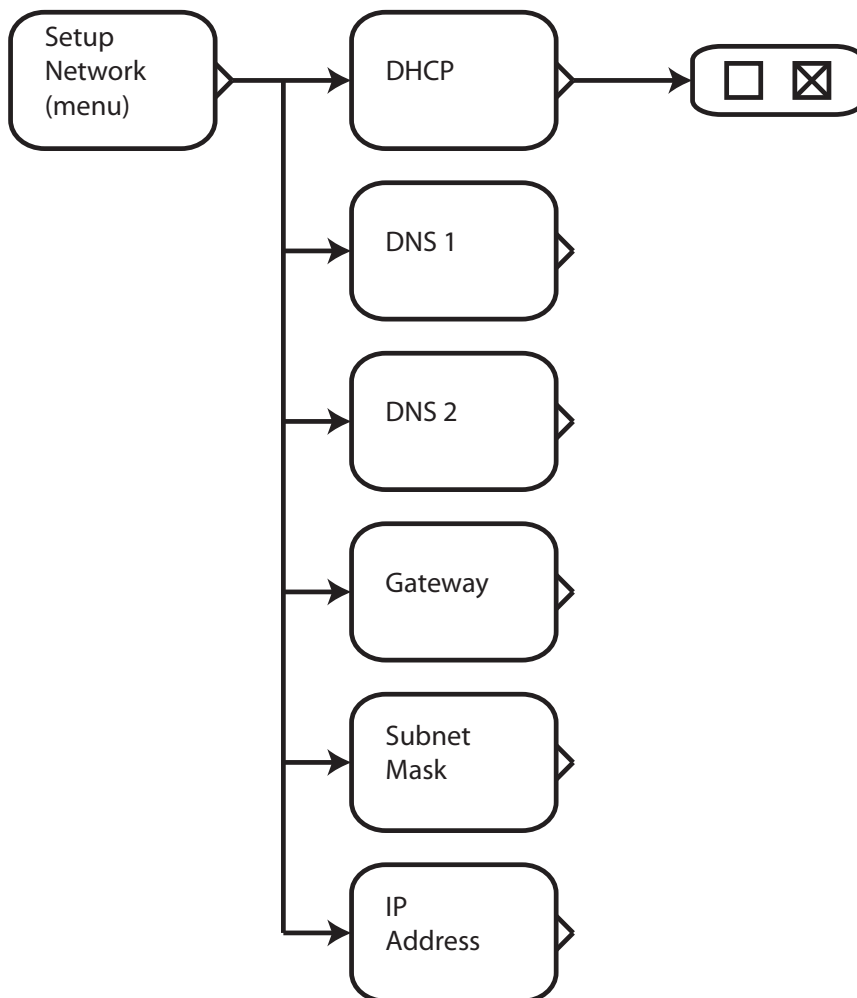 Setup
Network
(menu)
DHCP
DNS 1
DNS 2
Gateway
Subnet
Mask
IP
Address